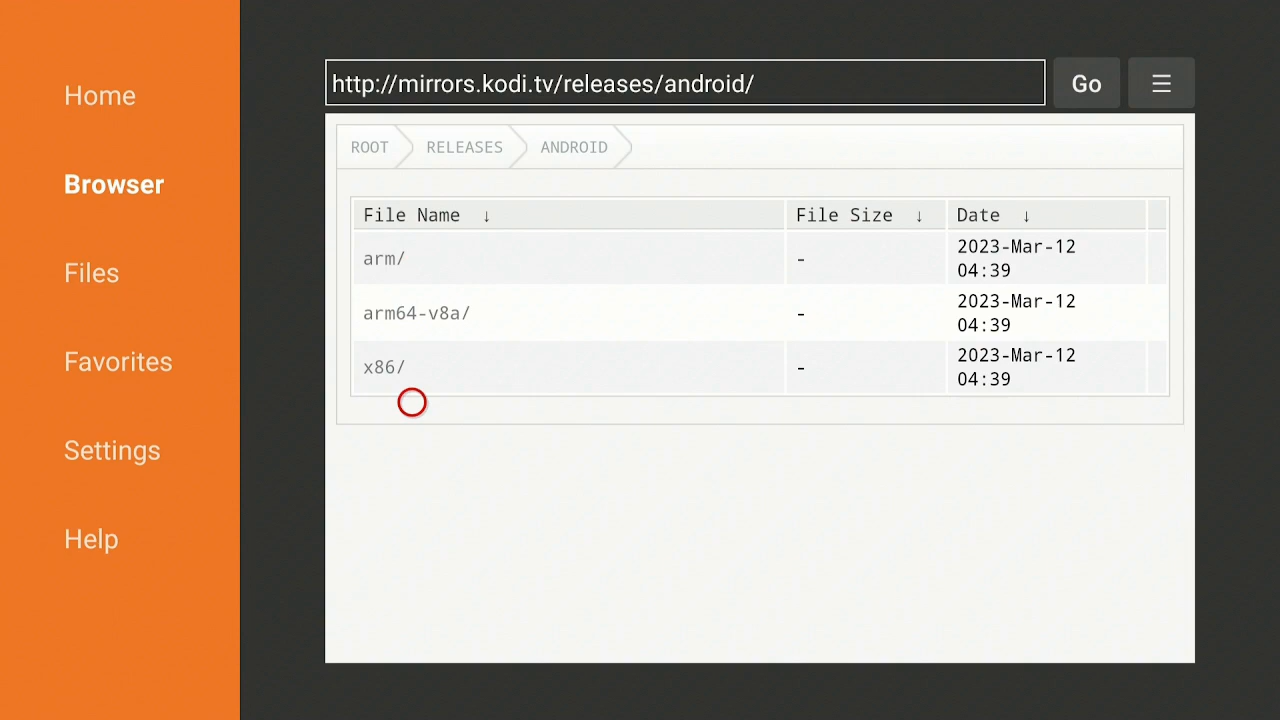 Home
Browser
Files
Favorites
Settings
Help
http://mirrors.kodi.tv/releases/android/
Go
☰
ROOT RELEASES ANDROID
File Name ↓ File Size ↓ Date ↓
arm/ - 2023-Mar-12
04:39
arm64-v8a/ - 2023-Mar-12
04:39
x86/ - 2023-Mar-12
04:39